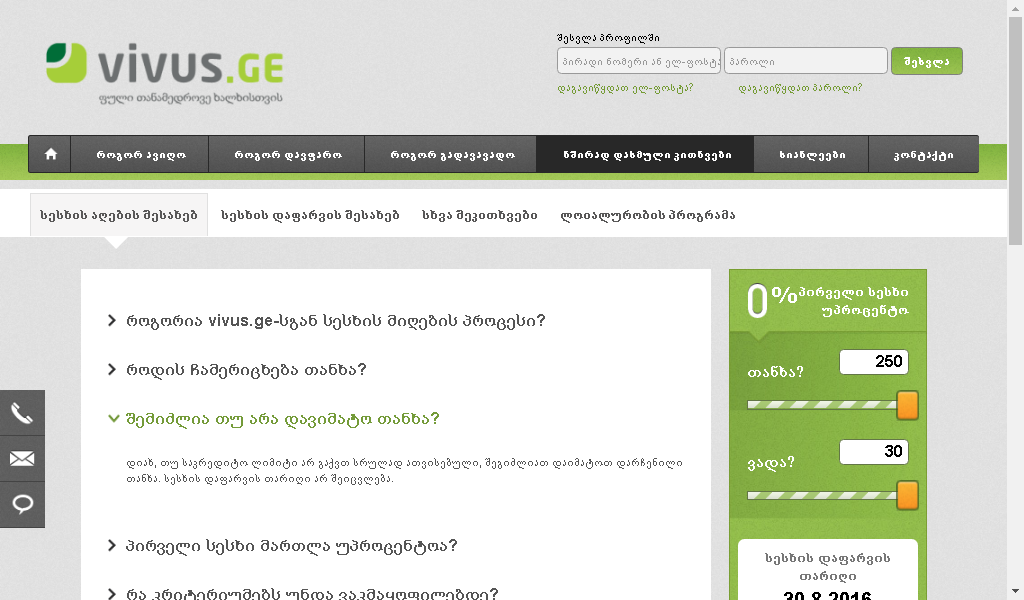 vivus.GE
ფული თანამედროვე ხალხისთვის
შესვლა პროფილში
პირადი ნომერი ან ელ-ფოსტა
პაროლი
შესვლა
დაგავიწყდათ ელ-ფოსტა?
დაგავიწყდათ პაროლი?
როგორ ავიღო
როგორ დავფარო
როგორ გადავავადო
ხშირად დასმული კითხვები
სიახლეები
კონტაქტი
სესხის აღების შესახებ
სესხის დაფარვის შესახებ
სხვა შეკითხვები
ლოიალურობის პროგრამა
როგორია vivus.ge-სგან სესხის მიღების პროცესი?
როდის ჩამერიცხება თანხა?
შემიძლია თუ არა დავიმატო თანხა?
დიახ, თუ საკრედიტო ლიმიტი არ გაქვთ სრულად ათვისებული, შეგიძლიათ დაიმატოთ დარჩენილი
თანხა. სესხის დაფარვის თარიღი არ შეიცვლება.
პირველი სესხი მართლა უპროცენტოა?
რა კრიტერიუმებს უნდა ვაკმაყოფილებდე?
0% პირველი სესხი
უპროცენტო
თანხა?
250
ვადა?
30
სესხის დაფარვის
თარიღი
30.8.2016